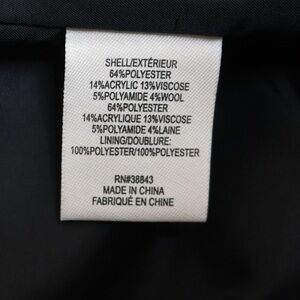 SHELL/EXTÉRIEUR
64%POLYESTER
14%ACRYLIC 13%VISCOSE
5%POLYAMIDE 4%WOOL
64%POLYESTER
14%ACRYLIQUE 13%VISCOSE
5%POLYAMIDE 4%LAINE
LINING/DOUBLURE:
100%POLYESTER/100%POLYESTER
RN#38843
MADE IN CHINA
FABRIQUÉ EN CHINE